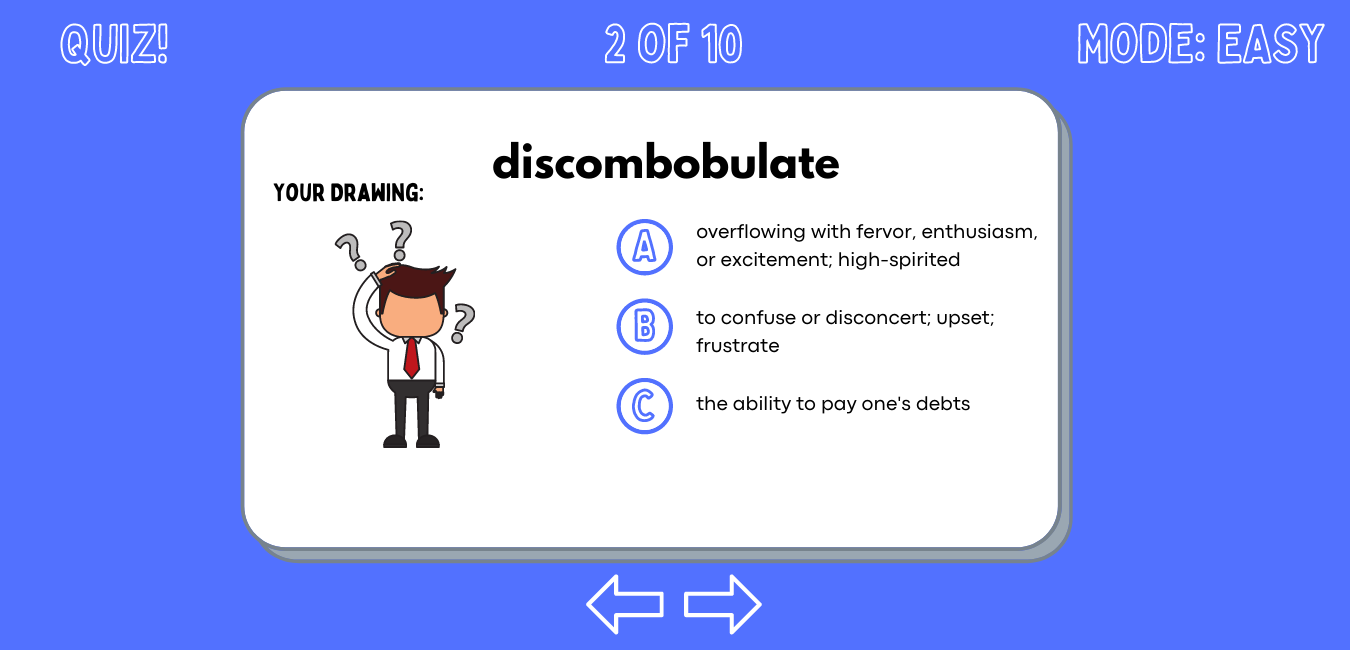 QUIZ!
2 OF 10
MODE: EASY
discombobulate
YOUR DRAWING:
? ?
?
A
overflowing with fervor, enthusiasm,
or excitement; high-spirited
B
to confuse or disconcert; upset;
frustrate
C
the ability to pay one's debts